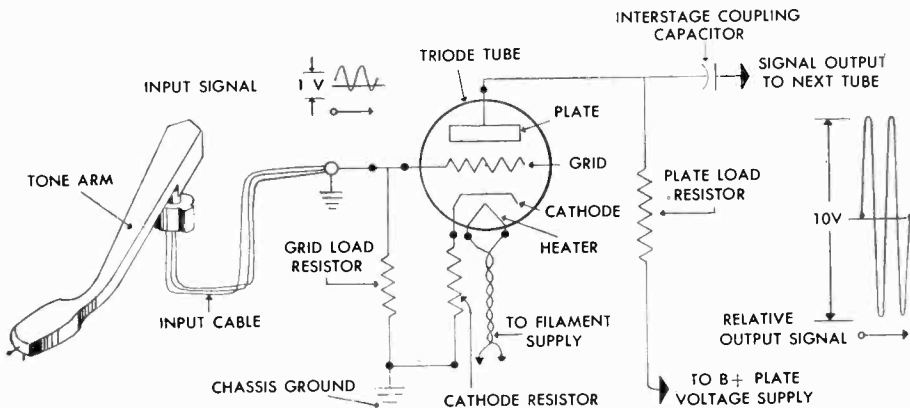 INTERSTAGE COUPLING
CAPACITOR
TRIODE TUBE
SIGNAL OUTPUT
TO NEXT TUBE
INPUT SIGNAL
1 V
PLATE
GRID
TONE ARM
PLATE LOAD
RESISTOR
CATHODE
10V
HEATER
GRID LOAD
RESISTOR
INPUT CABLE
TO FILAMENT
SUPPLY
RELATIVE
OUTPUT SIGNAL
CHASSIS GROUND
CATHODE RESISTOR
TO B+ PLATE
VOLTAGE SUPPLY